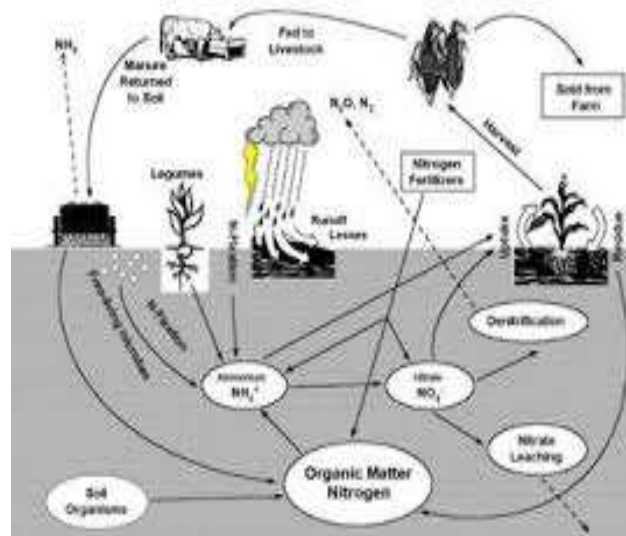 NH3
Fed to
Livestock
Manure
Returned
to Soil
Sold from
Farm
Harvest
N2O, N2
Nitrogen
Fertilizers
Legumes
Runoff
Losses
N-Fixation
Uptake
Residue
N-Fixation
Denitrification
Ammonium
NH4+
Nitrate
NO3
Nitrate
Leaching
Organic Matter
Nitrogen
Soil
Organisms